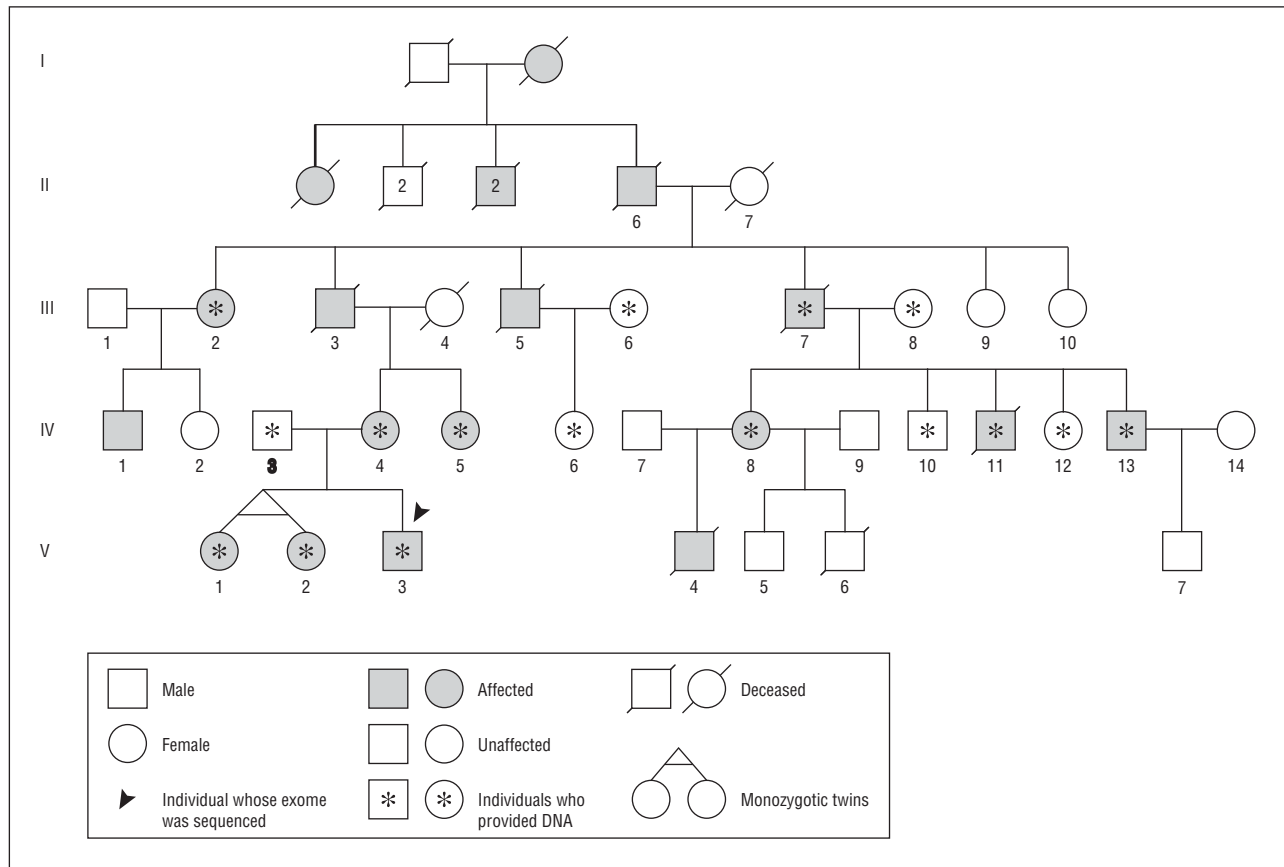 I
II
2 2
6 7
III
* * * *
1 2 3 4 5 6 7 8 9 10
IV
* * * * * * * * *
1 2 3 4 5 6 7 8 9 10 11 12 13 14
V
* * *
1 2 3 4 5 6 7
Male
Affected
Deceased
Female
Unaffected
Individual whose exome
was sequenced
* *
Individuals who
provided DNA
Monozygotic twins